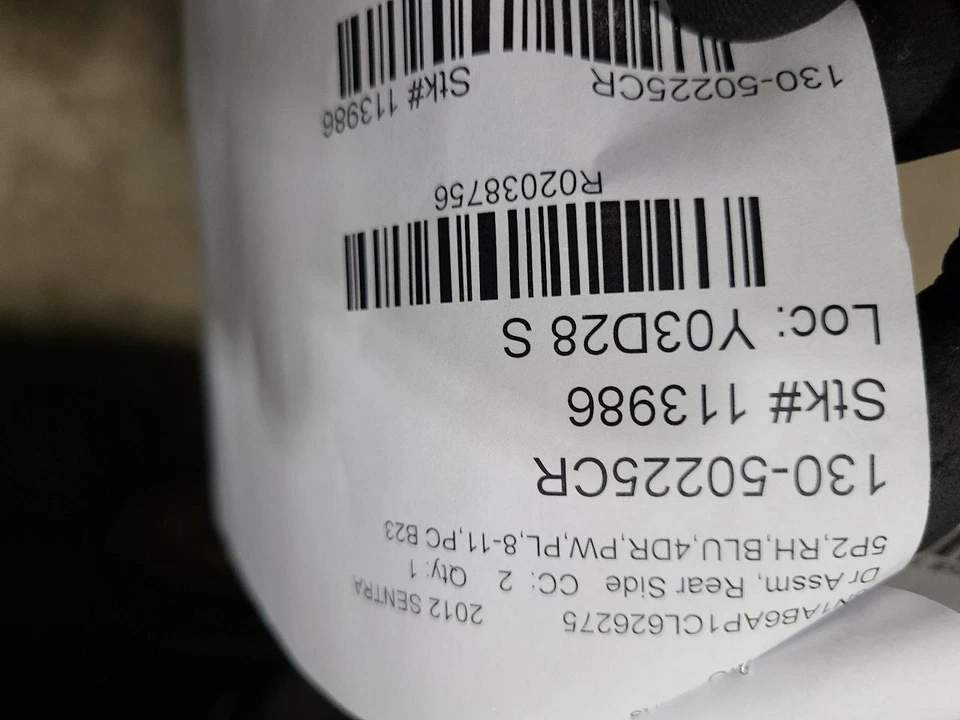 1AB6AP1CL626275 2012 SENTRA
Dr Assm, Rear Side CC: 2 Qty: 1
5P2,RH,BLU,4DR,PW,PL,8-11,PC B23
130-50225CR
Stk# 113986
Loc: Y03D28 S
R02038756
130-50225CR Stk# 113986